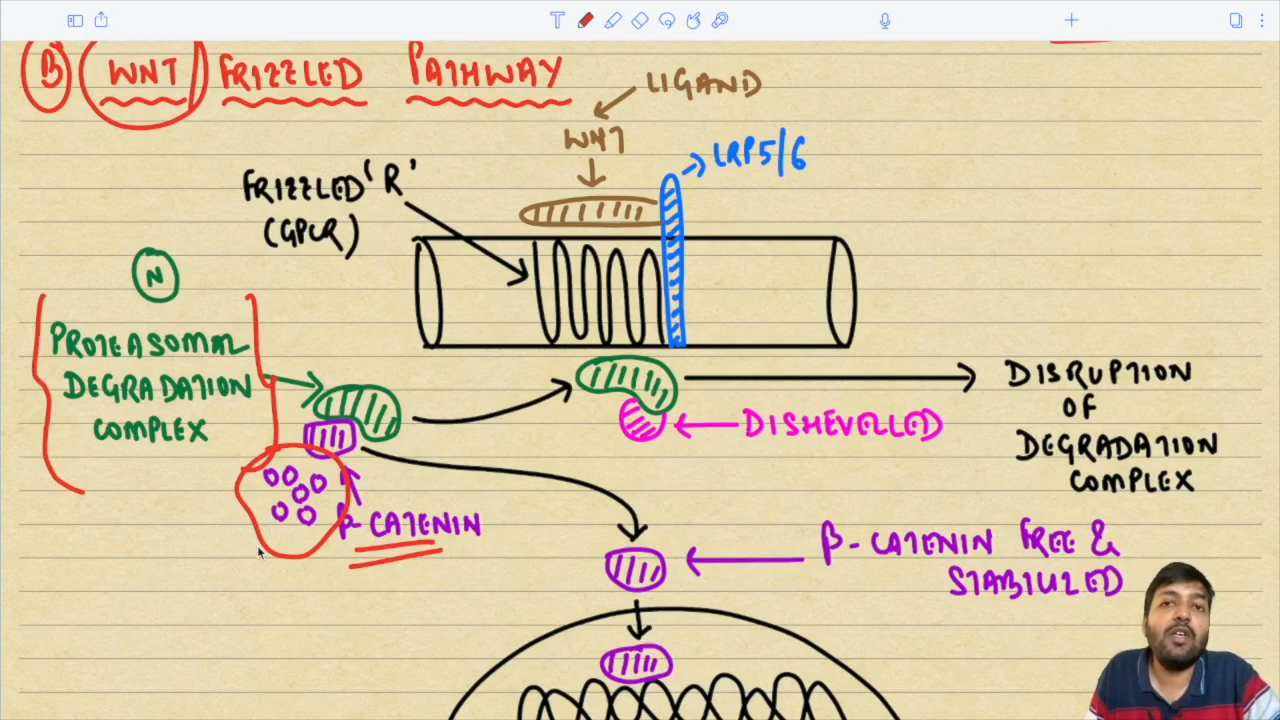 B WNT FRIZZLED PATHWAY
LIGAND
WNT
LRP5/6
FRIZZLED 'R'
(GPCR)
N
PROTEASOMAL
DEGRADATION
COMPLEX
DISRUPTION
OF
DEGRADATION
COMPLEX
DISHEVELLED
β-CATENIN
β-CATENIN FREE &
STABILIZED